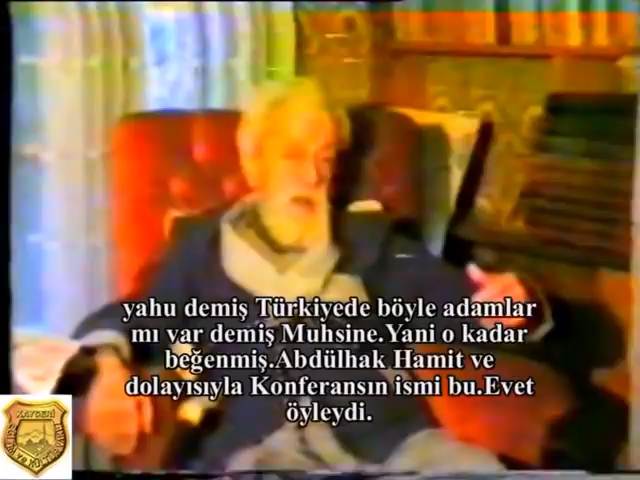 yahu demiş Türkiyede böyle adamlar
mı var demiş Muhsine.Yani o kadar
beğenmiş.Abdülhak Hamit ve
dolayısıyla Konferansın ismi bu.Evet
öyleydi.
KAYSERİ